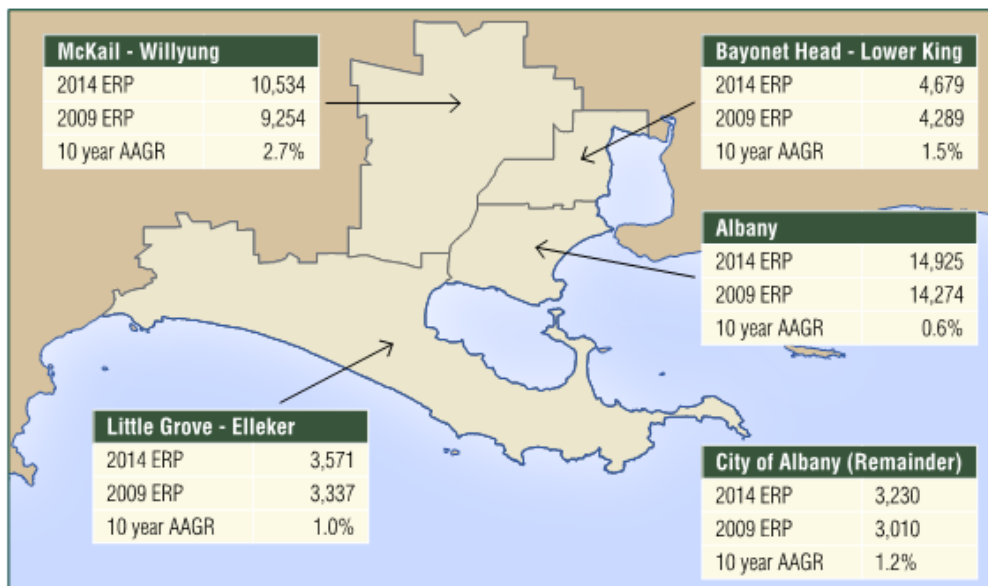 McKail - Willyung
2014 ERP 10,534
2009 ERP 9,254
10 year AAGR 2.7%
Bayonet Head - Lower King
2014 ERP 4,679
2009 ERP 4,289
10 year AAGR 1.5%
Albany
2014 ERP 14,925
2009 ERP 14,274
10 year AAGR 0.6%
Little Grove - Elleker
2014 ERP 3,571
2009 ERP 3,337
10 year AAGR 1.0%
City of Albany (Remainder)
2014 ERP 3,230
2009 ERP 3,010
10 year AAGR 1.2%